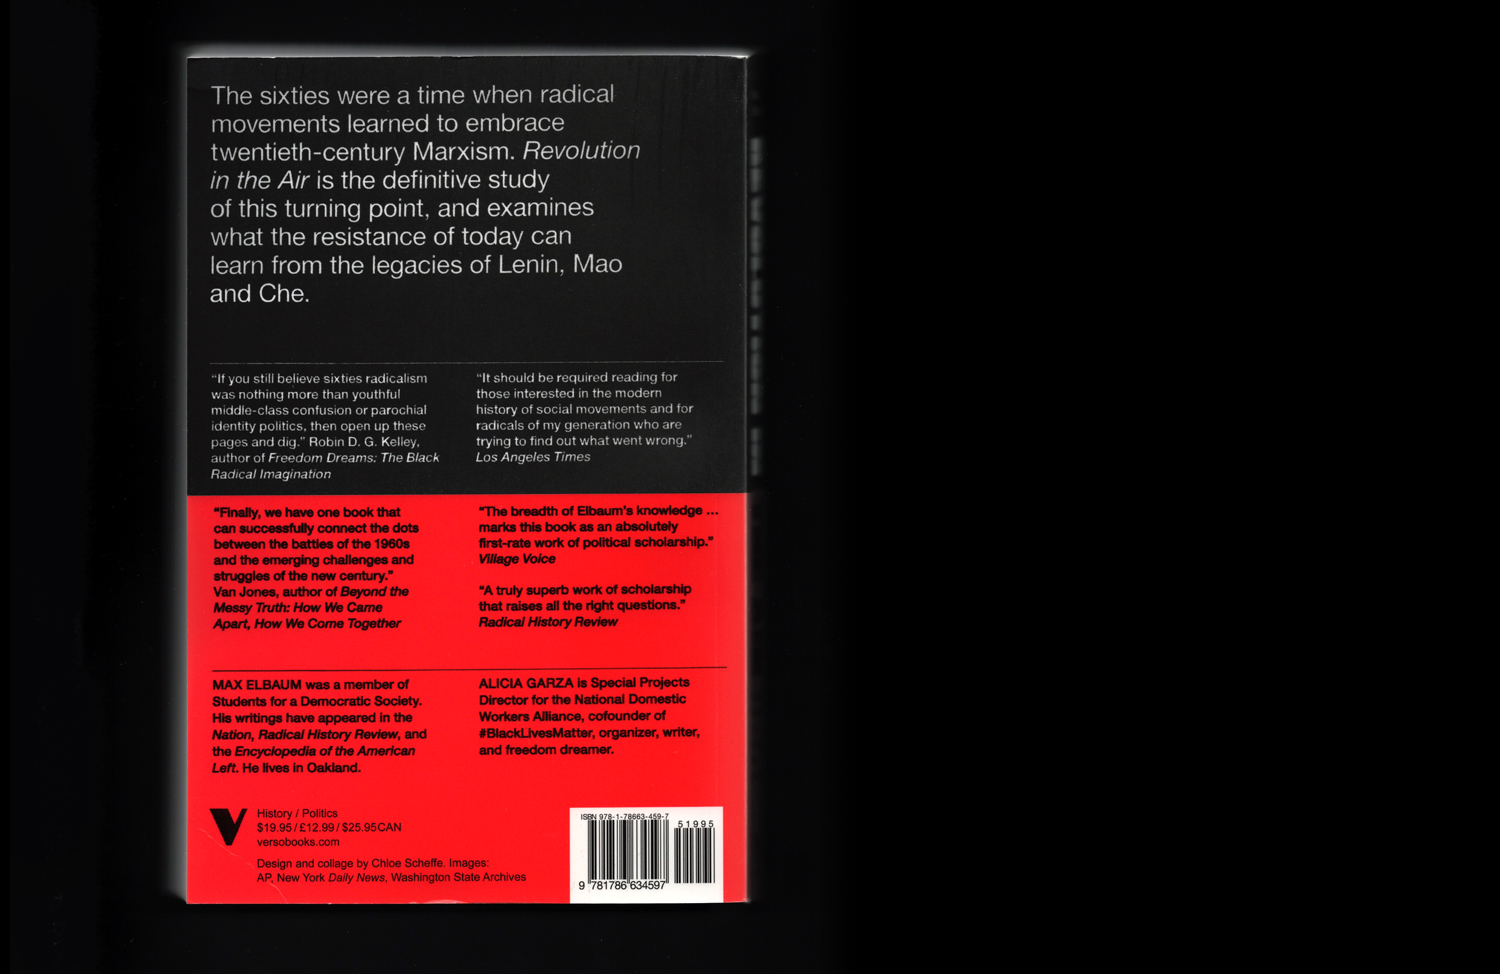 The sixties were a time when radical
movements learned to embrace
twentieth-century Marxism. Revolution
in the Air is the definitive study
of this turning point, and examines
what the resistance of today can
learn from the legacies of Lenin, Mao
and Che.
“If you still believe sixties radicalism
was nothing more than youthful
middle-class confusion or parochial
identity politics, then open up these
pages and dig.” Robin D. G. Kelley,
author of Freedom Dreams: The Black
Radical Imagination
“It should be required reading for
those interested in the modern
history of social movements and for
radicals of my generation who are
trying to find out what went wrong.”
Los Angeles Times
“Finally, we have one book that
can successfully connect the dots
between the battles of the 1960s
and the emerging challenges and
struggles of the new century.”
Van Jones, author of Beyond the
Messy Truth: How We Came
Apart, How We Come Together
“The breadth of Elbaum’s knowledge ...
marks this book as an absolutely
first-rate work of political scholarship.”
Village Voice
“A truly superb work of scholarship
that raises all the right questions.”
Radical History Review
MAX ELBAUM was a member of
Students for a Democratic Society.
His writings have appeared in the
Nation, Radical History Review, and
the Encyclopedia of the American
Left. He lives in Oakland.
ALICIA GARZA is Special Projects
Director for the National Domestic
Workers Alliance, cofounder of
#BlackLivesMatter, organizer, writer,
and freedom dreamer.
V
History / Politics
$19.95 / £12.99 / $25.95CAN
versobooks.com
Design and collage by Chloe Scheffe. Images:
AP, New York Daily News, Washington State Archives
ISBN 978-1-78663-459-7
51995
9 781786 634597